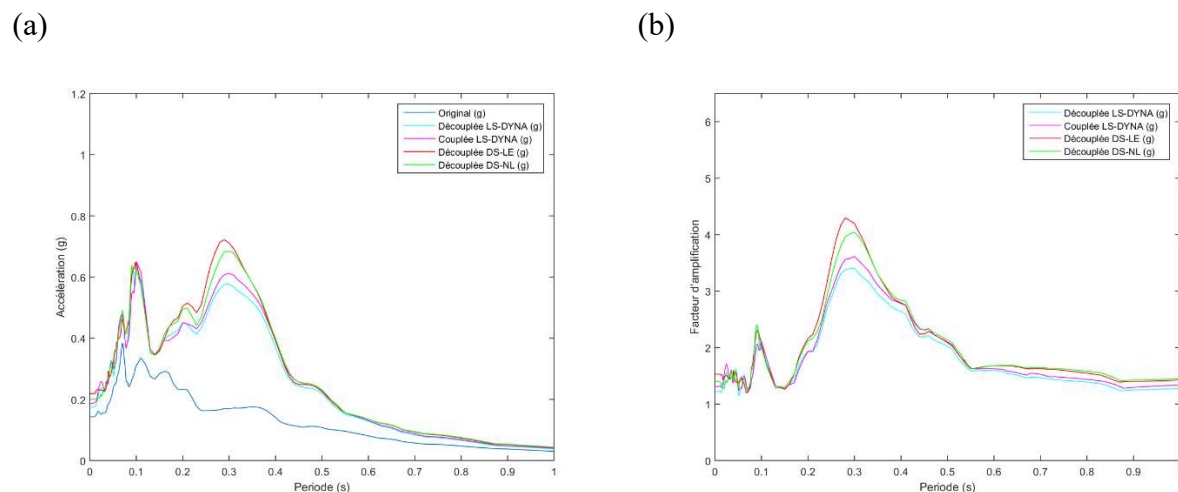 (a)
(b)
1.2
1
0.8
0.6
0.4
0.2
0
Accélération (g)
Original (g)
Découplée LS-DYNA (g)
Couplée LS-DYNA (g)
Découplée DS-LE (g)
Découplée DS-NL (g)
0 0.1 0.2 0.3 0.4 0.5 0.6 0.7 0.8 0.9 1
Periode (s)
6
5
4
3
2
1
0
Facteur d'amplification
Découplée LS-DYNA (g)
Couplée LS-DYNA (g)
Découplée DS-LE (g)
Découplée DS-NL (g)
0 0.1 0.2 0.3 0.4 0.5 0.6 0.7 0.8 0.9 1
Periode (s)